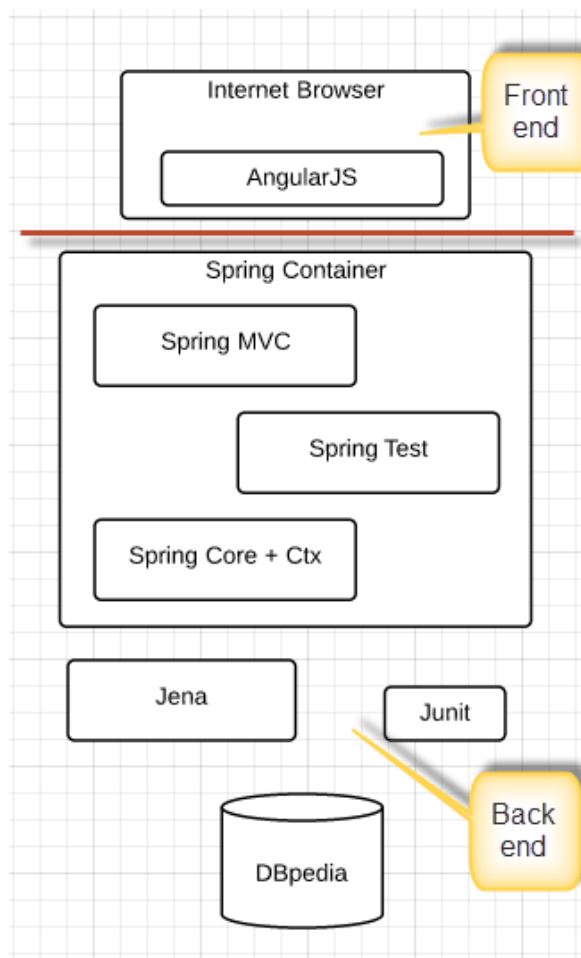 Internet Browser
Front
end
AngularJS
Spring Container
Spring MVC
Spring Test
Spring Core + Ctx
Jena
Junit
Back
end
DBpedia